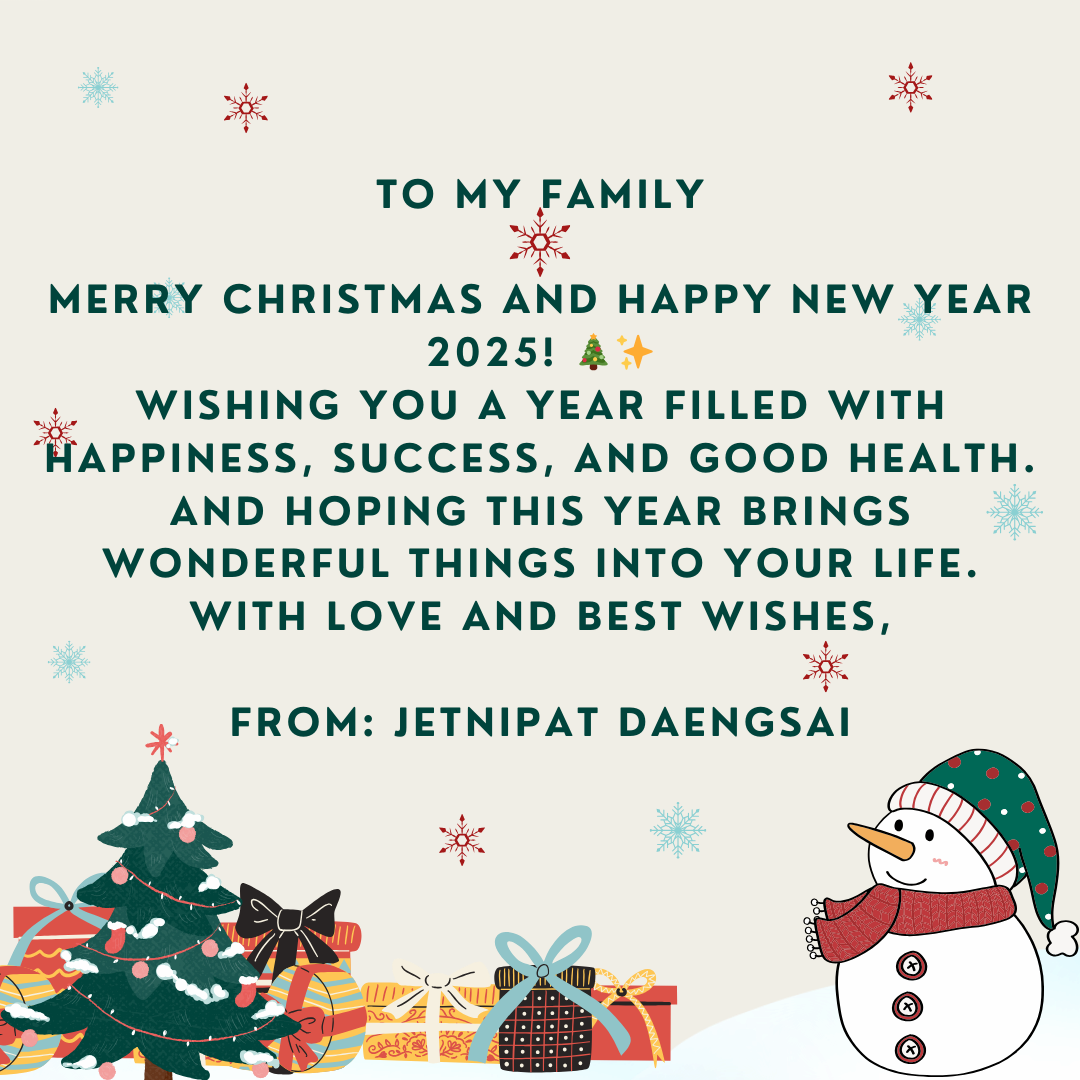 TO MY FAMILY
MERRY CHRISTMAS AND HAPPY NEW YEAR
2025! 🎄✨
WISHING YOU A YEAR FILLED WITH
HAPPINESS, SUCCESS, AND GOOD HEALTH.
AND HOPING THIS YEAR BRINGS
WONDERFUL THINGS INTO YOUR LIFE.
WITH LOVE AND BEST WISHES,
FROM: JETNIPAT DAENGSAI